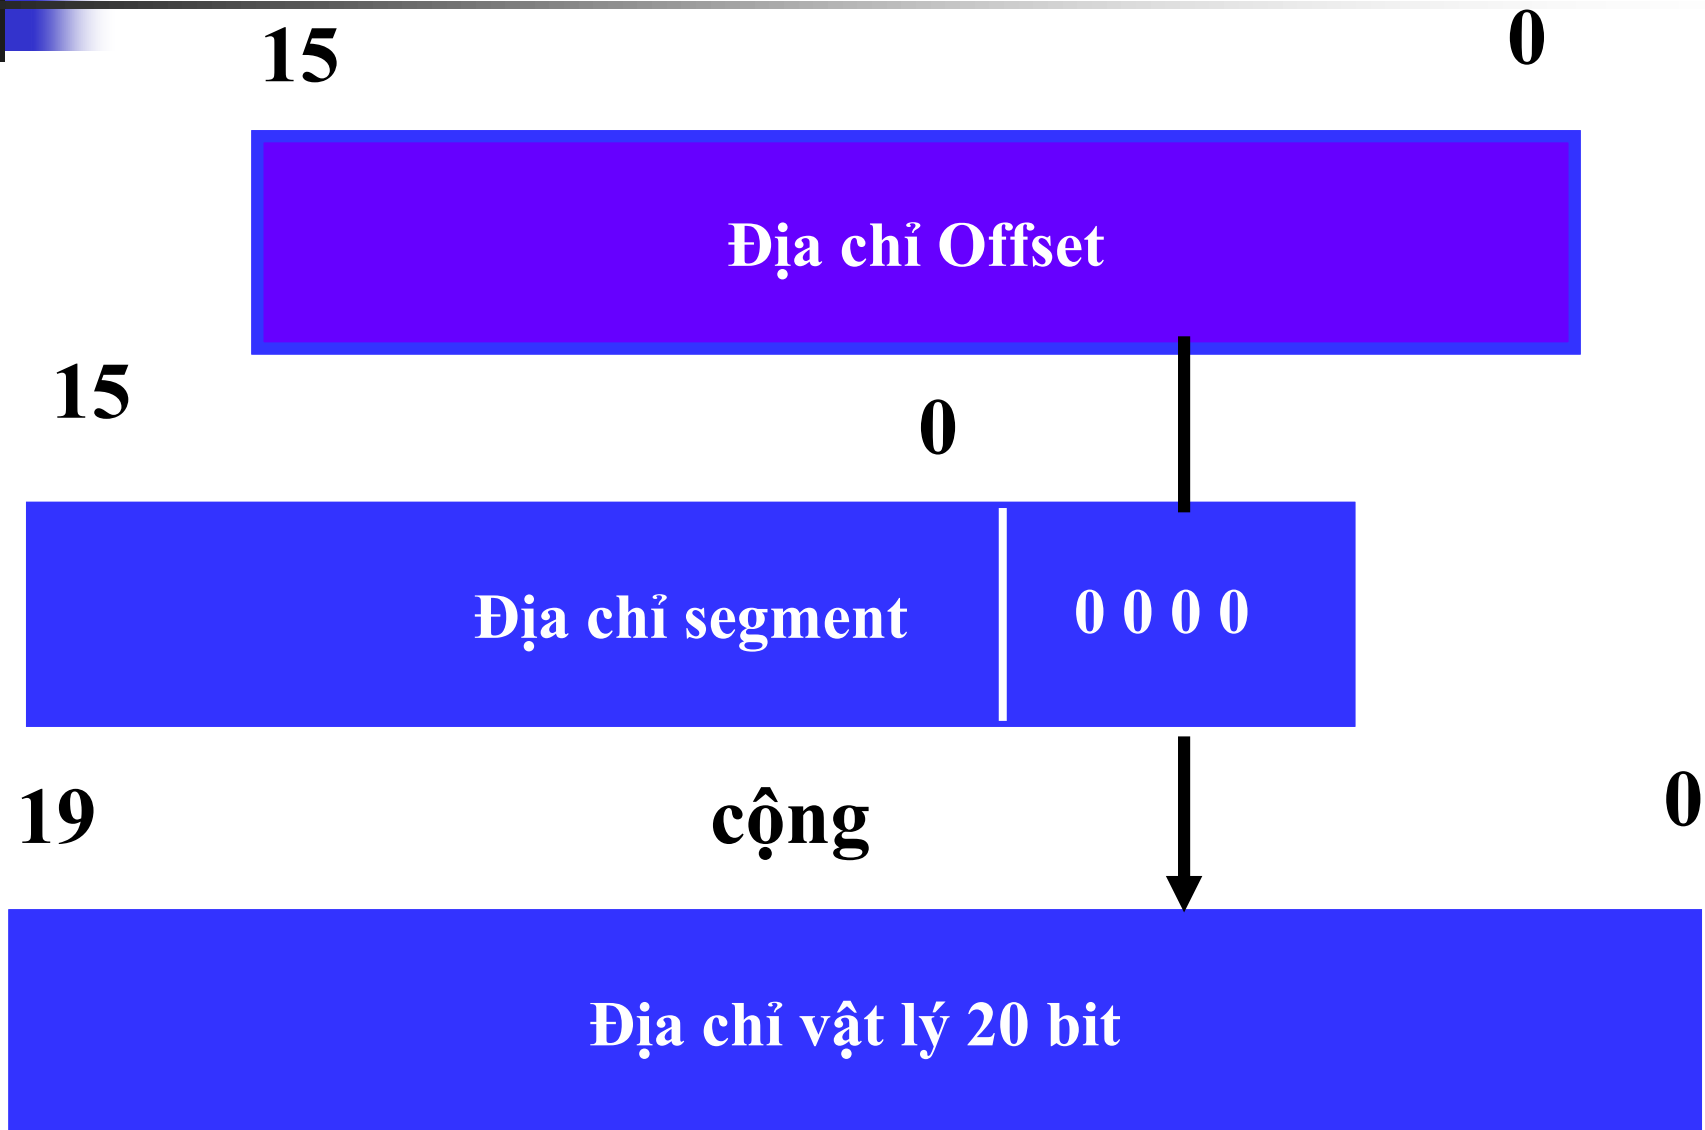 15 0
Địa chỉ Offset
15 0
Địa chỉ segment 0 0 0 0
19 cộng 0
Địa chỉ vật lý 20 bit